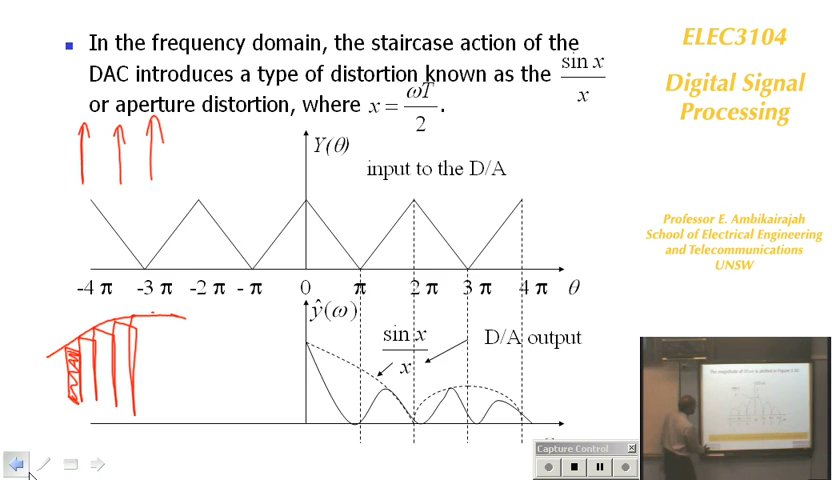 In the frequency domain, the staircase action of the
DAC introduces a type of distortion known as the sin x / x
or aperture distortion, where x = ωT / 2 .
Y(θ)
input to the D/A
-4 π -3 π -2 π - π 0 π 2 π 3 π 4 π θ
ŷ(ω)
sin x / x
D/A output
ELEC3104
Digital Signal
Processing
Professor E. Ambikairajah
School of Electrical Engineering
and Telecommunications
UNSW
Capture Control